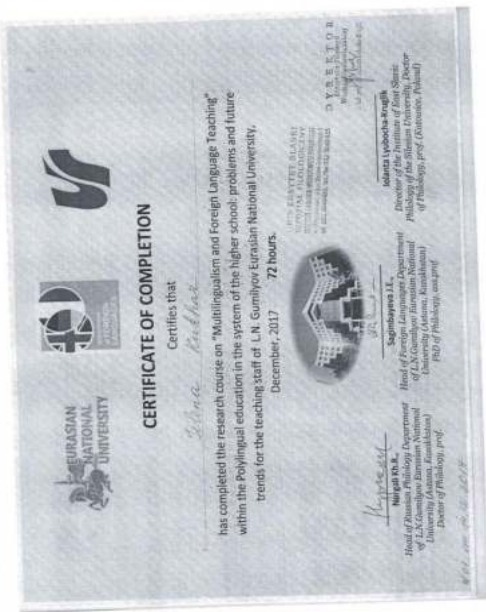 EURASIAN
NATIONAL
UNIVERSITY
CERTIFICATE OF COMPLETION
Certifies that
has completed the research course on "Multilingualism and Foreign Language Teaching"
within the Polylingual education in the system of the higher school: problems and future
trends for the teaching staff of L.N. Gumilyov Eurasian National University,
December, 2017 72 hours.
DYREKTOR
Nurgali Kh.R.,
Head of Russian Philology Department
of L.N.Gumilyov Eurasian National
University (Astana, Kazakhstan)
Doctor of Philology, prof.
Sagimbayeva J.E.,
Head of Foreign Languages Department
of L.N.Gumilyov Eurasian National
University (Astana, Kazakhstan)
PhD of Philology, ass.prof.
Iolanta Lyubocha-Kruglik
Director of the Institute of East Slavic
Philology of the Silesian University, Doctor
of Philology, prof. (Katowice, Poland)